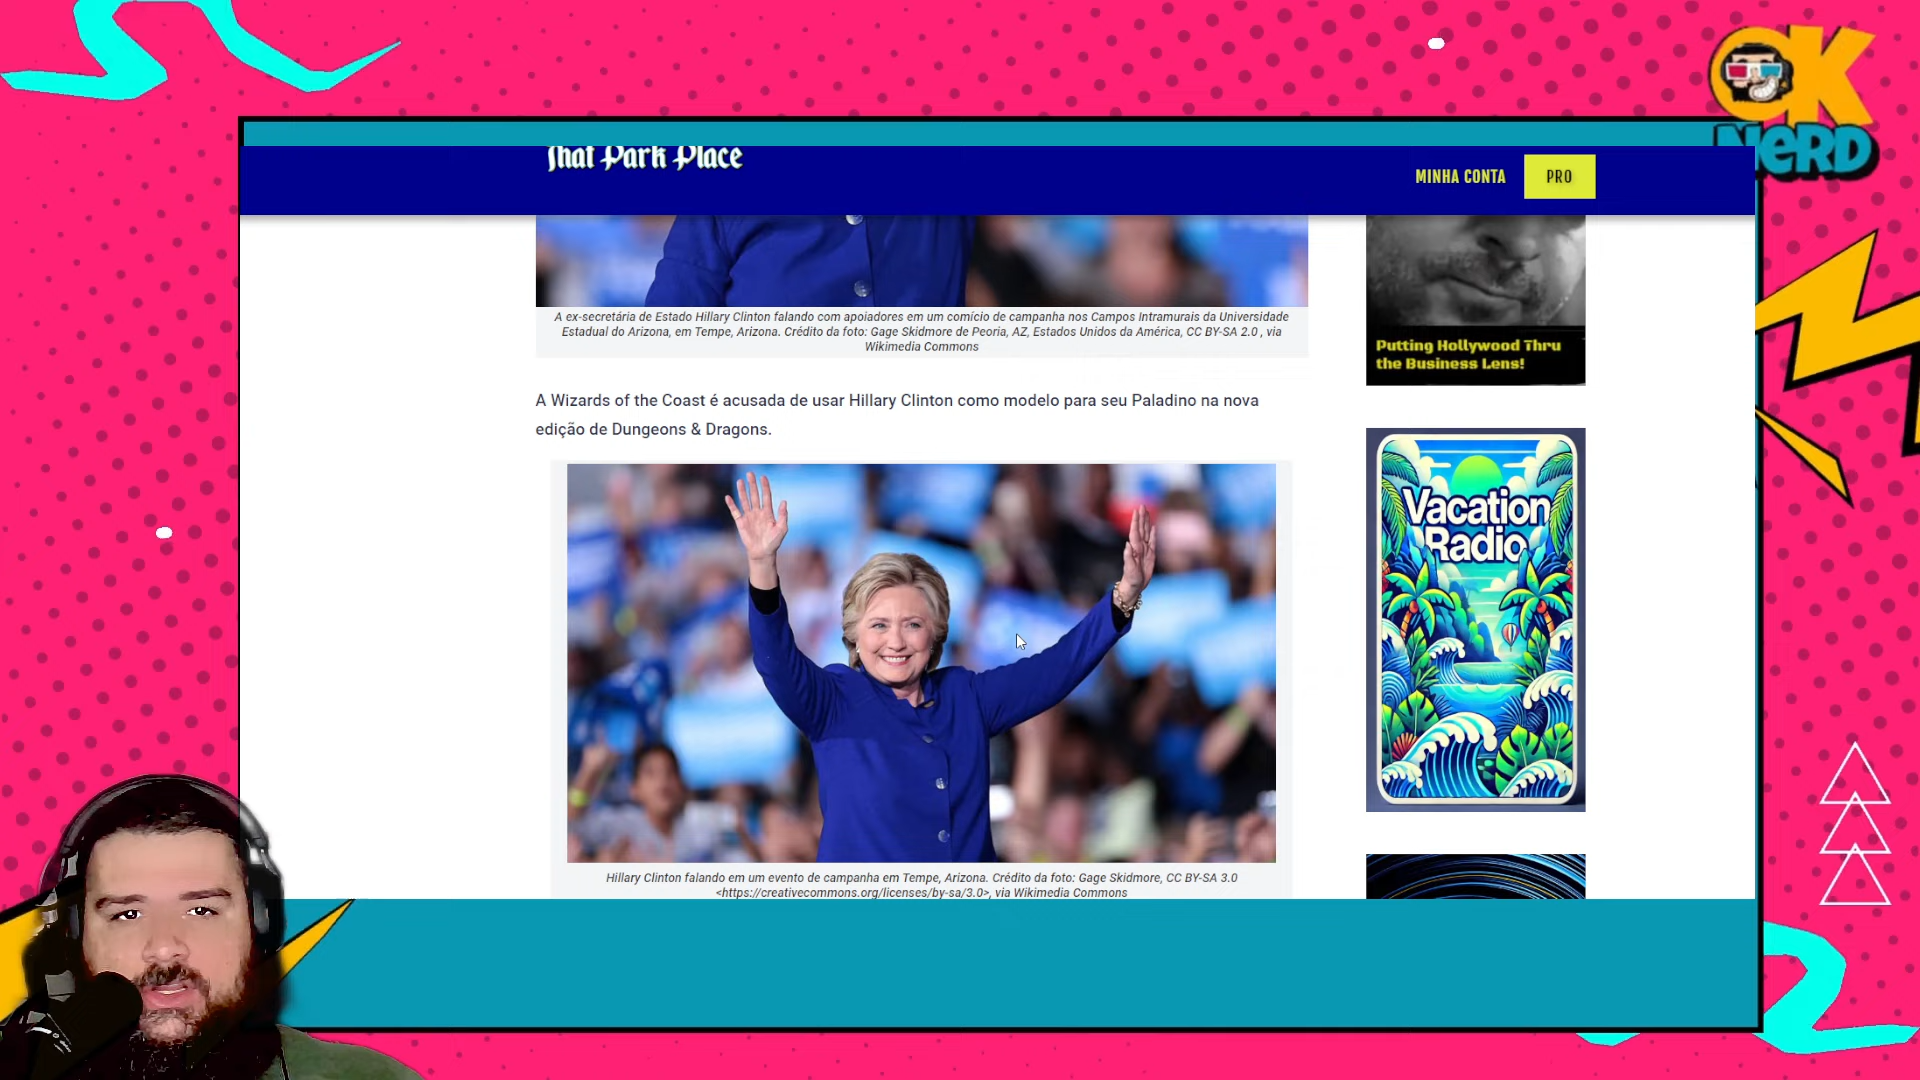 OK
NERD
That Park Place
MINHA CONTA
PRO
A ex-secretária de Estado Hillary Clinton falando com apoiadores em um comício de campanha nos Campos Intramurais da Universidade
Estadual do Arizona, em Tempe, Arizona. Crédito da foto: Gage Skidmore de Peoria, AZ, Estados Unidos da América, CC BY-SA 2.0 , via
Wikimedia Commons
Putting Hollywood Thru
the Business Lens!
A Wizards of the Coast é acusada de usar Hillary Clinton como modelo para seu Paladino na nova
edição de Dungeons & Dragons.
Vacation
Radio
Hillary Clinton falando em um evento de campanha em Tempe, Arizona. Crédito da foto: Gage Skidmore, CC BY-SA 3.0
<https://creativecommons.org/licenses/by-sa/3.0>, via Wikimedia Commons